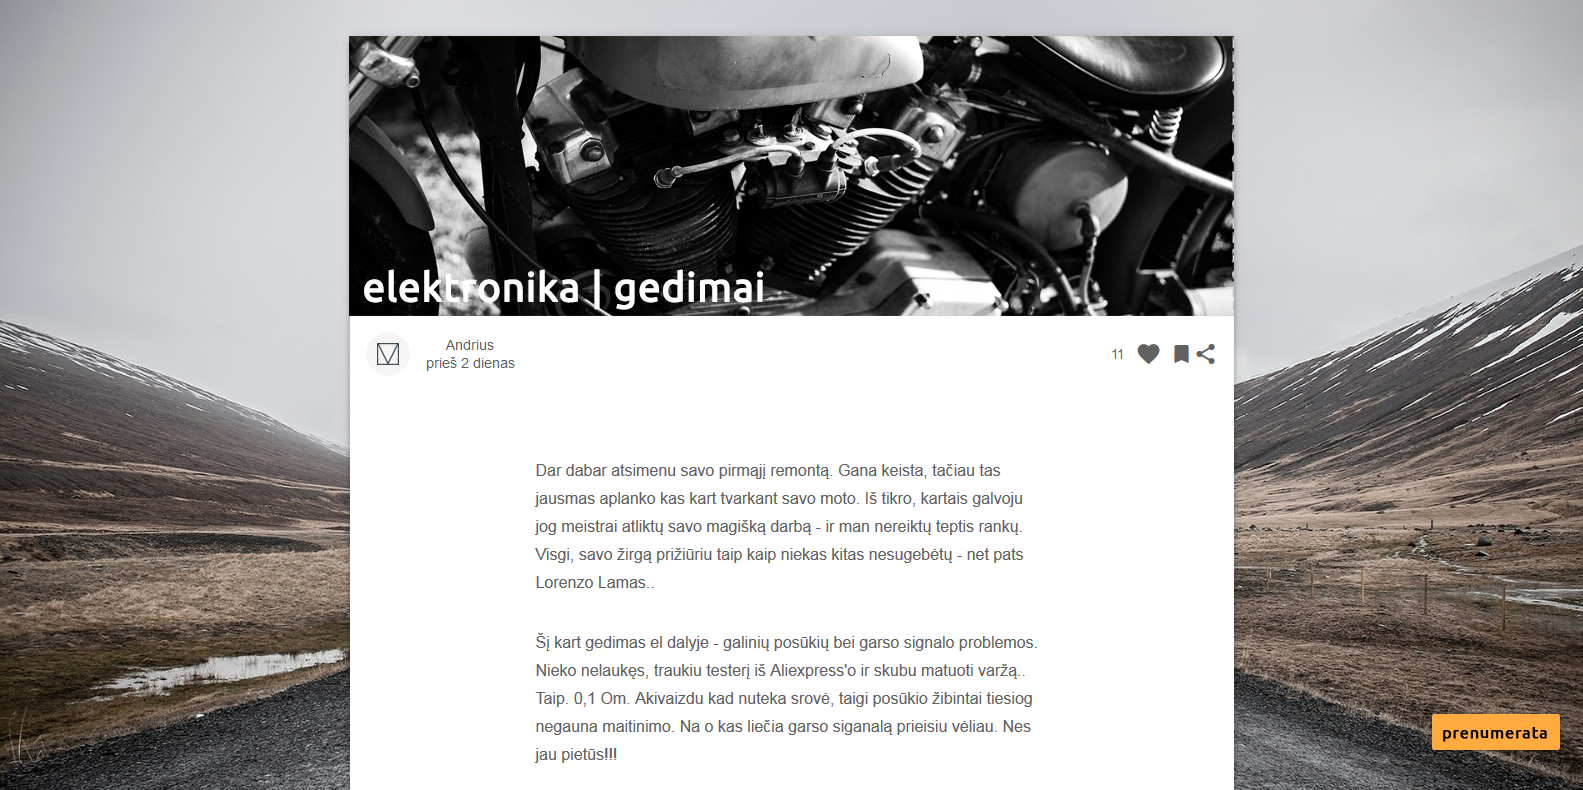 elektronika | gedimai
Andrius
prieš 2 dienas
11
Dar dabar atsimenu savo pirmąjį remontą. Gana keista, tačiau tas
jausmas aplanko kas kart tvarkant savo moto. Iš tikro, kartais galvoju
jog meistrai atliktų savo magišką darbą - ir man nereiktų teptis rankų.
Visgi, savo žirgą prižiūriu taip kaip niekas kitas nesugebėtų - net pats
Lorenzo Lamas..
Šį kart gedimas el dalyje - galinių posūkių bei garso signalo problemos.
Nieko nelaukęs, traukiu testerį iš Aliexpress'o ir skubu matuoti varžą..
Taip. 0,1 Om. Akivaizdu kad nuteka srovė, taigi posūkio žibintai tiesiog
negauna maitinimo. Na o kas liečia garso siganalą prieisiu vėliau. Nes
jau pietūs!!!
prenumerata